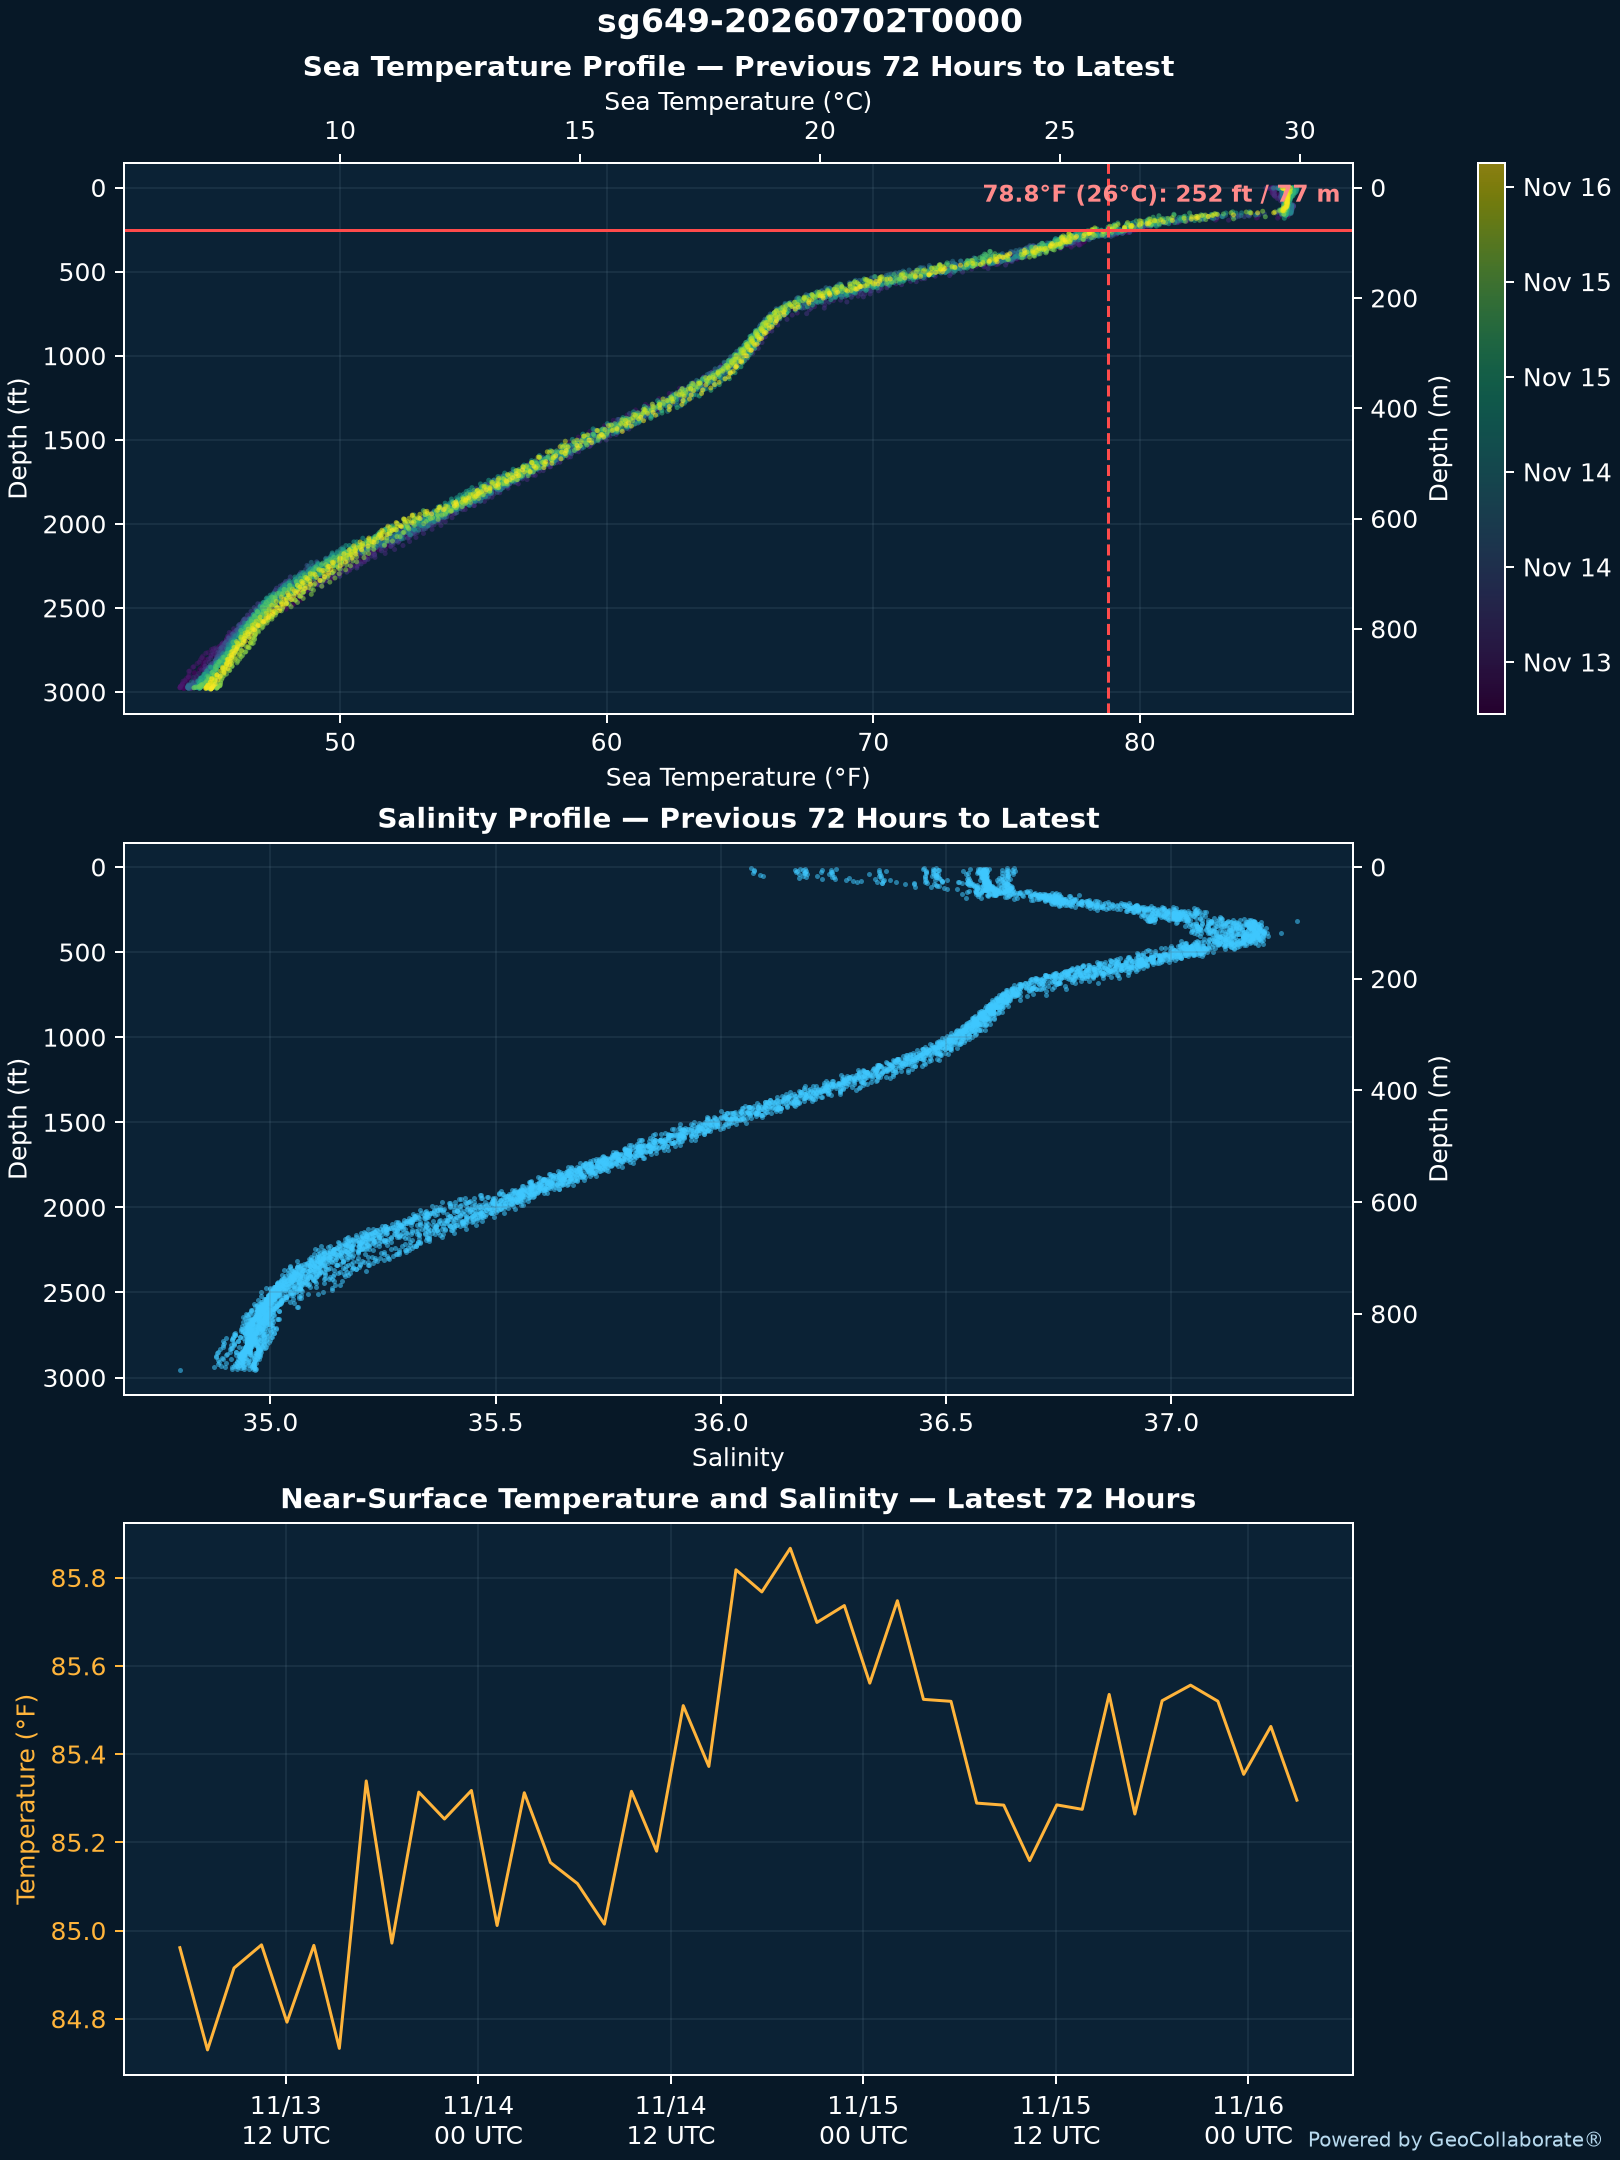 sg649-20260702T0000
Sea Temperature Profile — Previous 72 Hours to Latest
Sea Temperature (°C)
10 15 20 25 30
78.8°F (26°C): 252 ft / 77 m
Depth (ft)
0
500
1000
1500
2000
2500
3000
0
200
400
600
800
Depth (m)
Nov 16
Nov 15
Nov 15
Nov 14
Nov 14
Nov 13
50 60 70 80
Sea Temperature (°F)
Salinity Profile — Previous 72 Hours to Latest
Depth (ft)
0
500
1000
1500
2000
2500
3000
0
200
400
600
800
Depth (m)
35.0 35.5 36.0 36.5 37.0
Salinity
Near-Surface Temperature and Salinity — Latest 72 Hours
Temperature (°F)
85.8
85.6
85.4
85.2
85.0
84.8
11/13 11/14 11/14 11/15 11/15 11/16
12 UTC 00 UTC 12 UTC 00 UTC 12 UTC 00 UTC
Powered by GeoCollaborate®